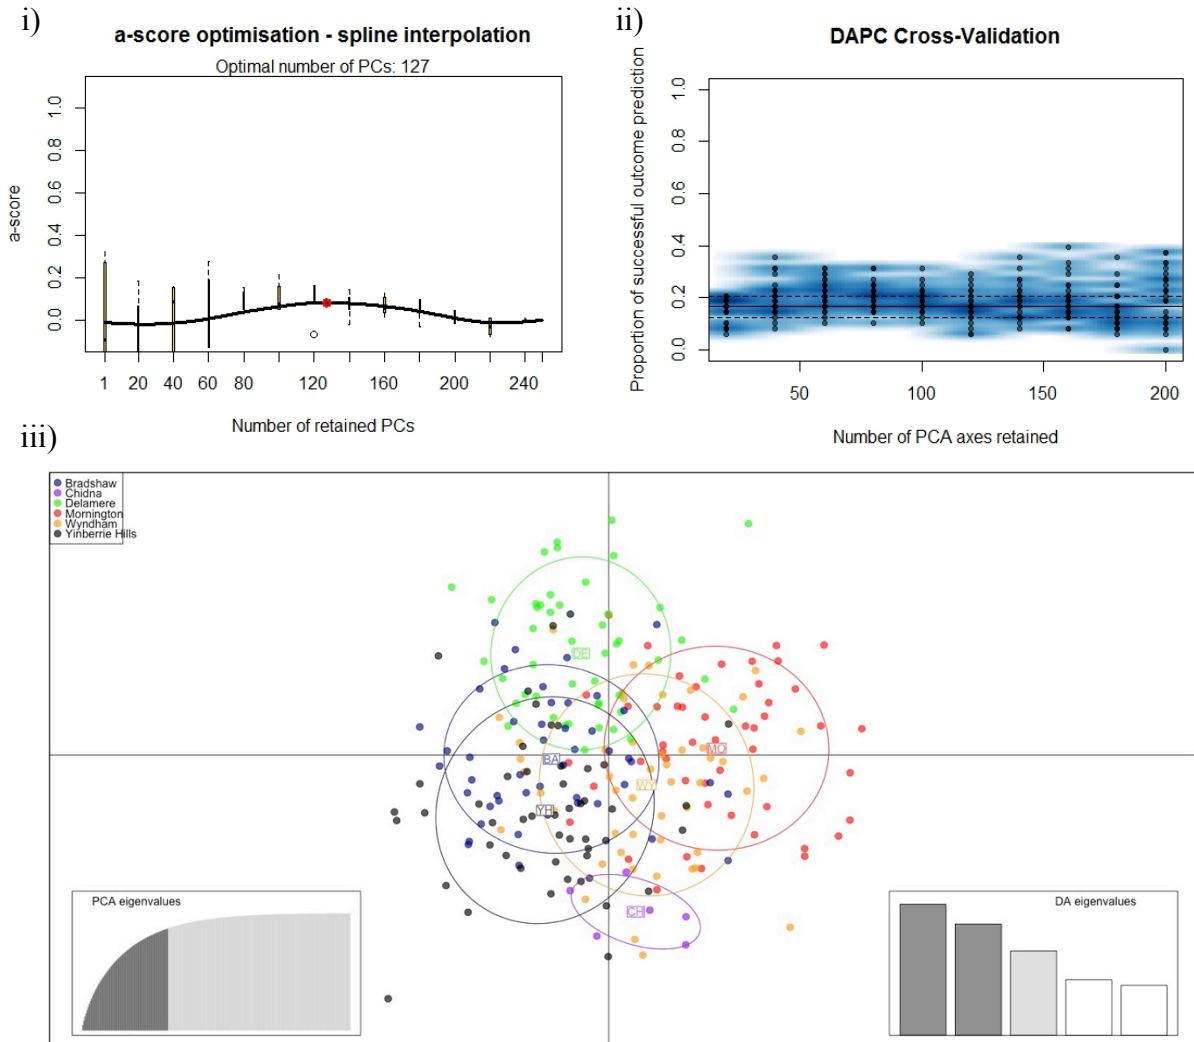 i)
a-score optimisation - spline interpolation
Optimal number of PCs: 127
a-score
0.0 0.2 0.4 0.6 0.8 1.0
1 20 40 60 80 120 160 200 240
Number of retained PCs
ii)
DAPC Cross-Validation
Proportion of successful outcome prediction
0.0 0.2 0.4 0.6 0.8 1.0
50 100 150 200
Number of PCA axes retained
iii)
Bradshaw
Chidna
Delamere
Mornington
Wyndham
Yinberrie Hills
DE
MO
BA
WY
YH
CH
PCA eigenvalues
DA eigenvalues